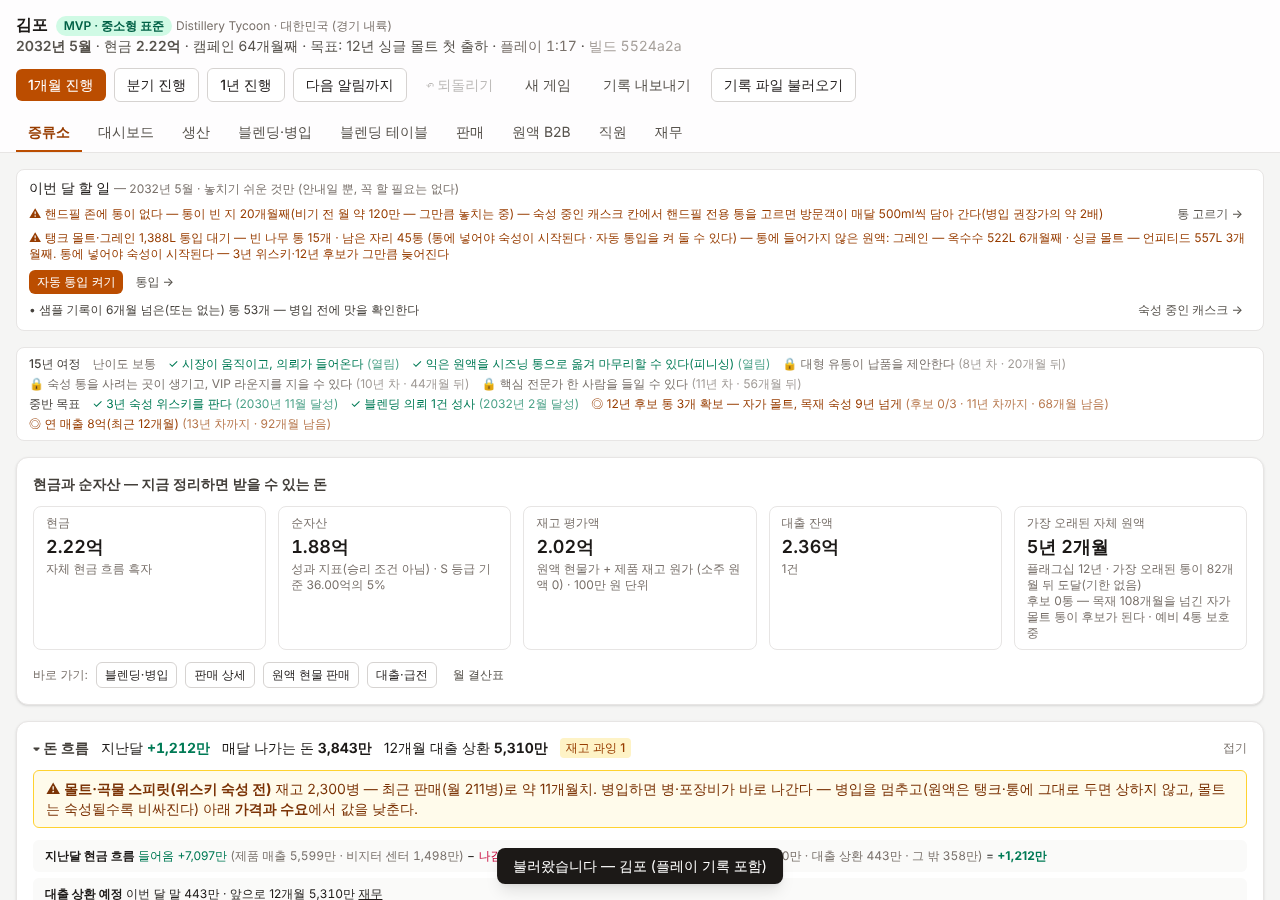 김포 MVP · 중소형 표준 Distillery Tycoon · 대한민국 (경기 내륙)
2032년 5월 · 현금 2.22억 · 캠페인 64개월째 · 목표: 12년 싱글 몰트 첫 출하 · 플레이 1:17 · 빌드 5524a2a
1개월 진행 분기 진행 1년 진행 다음 알림까지 ↶ 되돌리기 새 게임 기록 내보내기 기록 파일 불러오기
증류소 대시보드 생산 블렌딩·병입 블렌딩 테이블 판매 원액 B2B 직원 재무
이번 달 할 일 — 2032년 5월 · 놓치기 쉬운 것만 (안내일 뿐, 꼭 할 필요는 없다)
⚠ 핸드필 존에 통이 없다 — 통이 빈 지 20개월째(비기 전 월 약 120만 — 그만큼 놓치는 중) — 숙성 중인 캐스크 칸에서 핸드필 전용 통을 고르면 방문객이 매달 500ml씩 담아 간다(병입 권장가의 약 2배) 통 고르기 →
⚠ 탱크 몰트·그레인 1,388L 통입 대기 — 빈 나무 통 15개 · 남은 자리 45통 (통에 넣어야 숙성이 시작된다 · 자동 통입을 켜 둘 수 있다) — 통에 들어가지 않은 원액: 그레인 — 옥수수 522L 6개월째 · 싱글 몰트 — 언피티드 557L 3개
월째. 통에 넣어야 숙성이 시작된다 — 3년 위스키·12년 후보가 그만큼 늦어진다
자동 통입 켜기 통입 →
• 샘플 기록이 6개월 넘은(또는 없는) 통 53개 — 병입 전에 맛을 확인한다 숙성 중인 캐스크 →
15년 여정 난이도 보통 ✓ 시장이 움직이고, 의뢰가 들어온다 (열림) ✓ 익은 원액을 시즈닝 통으로 옮겨 마무리할 수 있다(피니싱) (열림) 🔒 대형 유통이 납품을 제안한다 (8년 차 · 20개월 뒤)
🔒 숙성 통을 사려는 곳이 생기고, VIP 라운지를 지을 수 있다 (10년 차 · 44개월 뒤) 🔒 핵심 전문가 한 사람을 들일 수 있다 (11년 차 · 56개월 뒤)
중반 목표 ✓ 3년 숙성 위스키를 판다 (2030년 11월 달성) ✓ 블렌딩 의뢰 1건 성사 (2032년 2월 달성) ◎ 12년 후보 통 3개 확보 — 자가 몰트, 목재 숙성 9년 넘게 (후보 0/3 · 11년 차까지 · 68개월 남음)
◎ 연 매출 8억(최근 12개월) (13년 차까지 · 92개월 남음)
현금과 순자산 — 지금 정리하면 받을 수 있는 돈
현금
2.22억
자체 현금 흐름 흑자
순자산
1.88억
성과 지표(승리 조건 아님) · S 등급 기
준 36.00억의 5%
재고 평가액
2.02억
원액 현물가 + 제품 재고 원가 (소주 원
액 0) · 100만 원 단위
대출 잔액
2.36억
1건
가장 오래된 자체 원액
5년 2개월
플래그십 12년 · 가장 오래된 통이 82개
월 뒤 도달(기한 없음)
후보 0통 — 목재 108개월을 넘긴 자가
몰트 통이 후보가 된다 · 예비 4통 보호
중
바로 가기: 블렌딩·병입 판매 상세 원액 현물 판매 대출·급전 월 결산표
▾ 돈 흐름 지난달 +1,212만 매달 나가는 돈 3,843만 12개월 대출 상환 5,310만 재고 과잉 1 접기
⚠ 몰트·곡물 스피릿(위스키 숙성 전) 재고 2,300병 — 최근 판매(월 211병)로 약 11개월치. 병입하면 병·포장비가 바로 나간다 — 병입을 멈추고(원액은 탱크·통에 그대로 두면 상하지 않고, 몰트
는 숙성될수록 비싸진다) 아래 가격과 수요에서 값을 낮춘다.
지난달 현금 흐름 들어옴 +7,097만 (제품 매출 5,599만 · 비지터 센터 1,498만) − 나감 · 대출 상환 443만 · 그 밖 358만) = +1,212만
불러왔습니다 — 김포 (플레이 기록 포함)
대출 상환 예정 이번 달 말 443만 · 앞으로 12개월 5,310만 재무